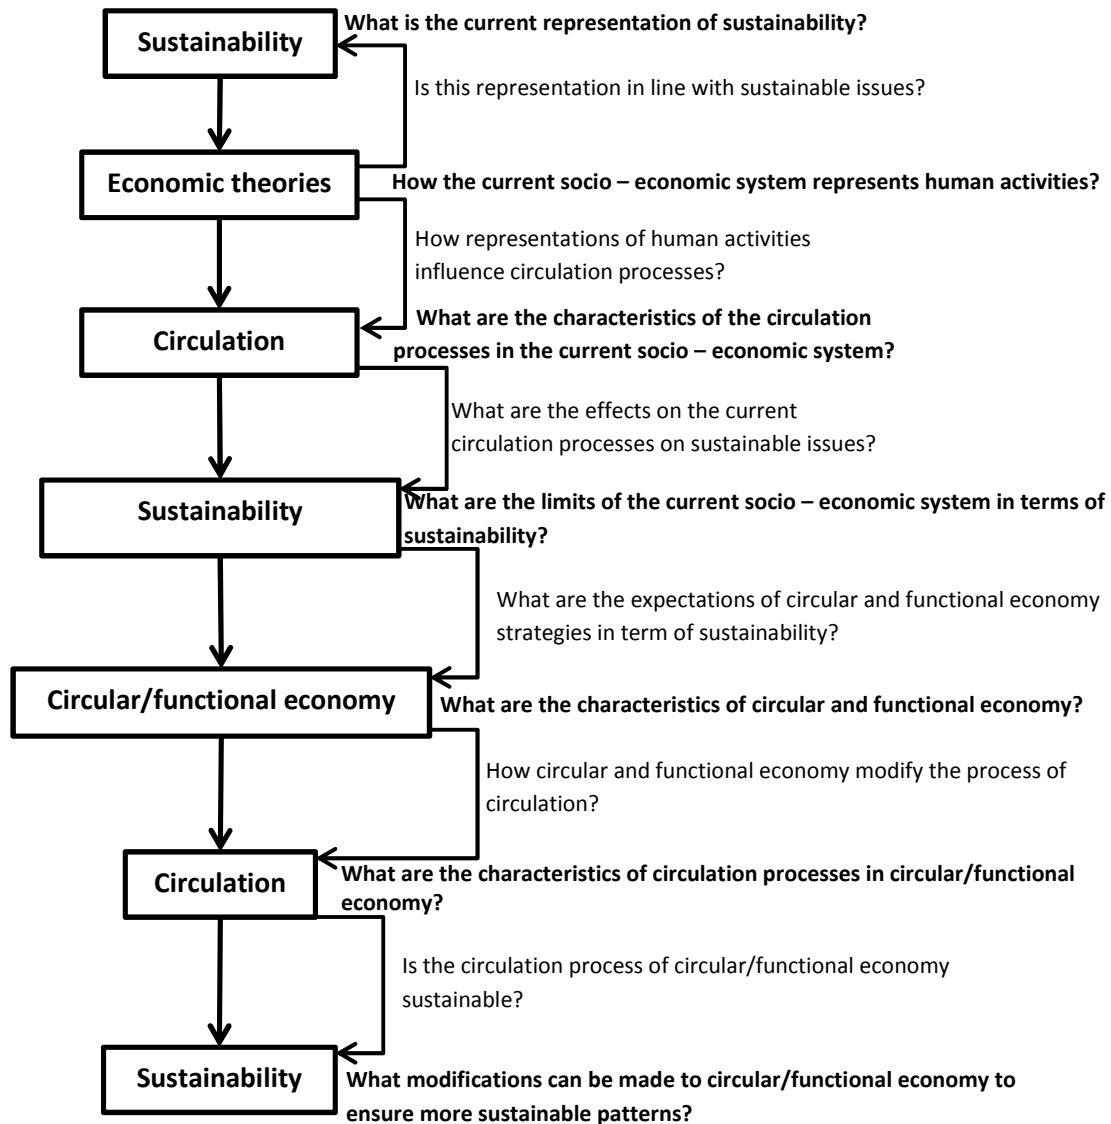 What is the current representation of sustainability?
Sustainability
Is this representation in line with sustainable issues?
Economic theories
How the current socio – economic system represents human activities?
How representations of human activities
influence circulation processes?
What are the characteristics of the circulation
processes in the current socio – economic system?
Circulation
What are the effects on the current
circulation processes on sustainable issues?
Sustainability
What are the limits of the current socio – economic system in terms of
sustainability?
What are the expectations of circular and functional economy
strategies in term of sustainability?
Circular/functional economy
What are the characteristics of circular and functional economy?
How circular and functional economy modify the process of
circulation?
Circulation
What are the characteristics of circulation processes in circular/functional
economy?
Is the circulation process of circular/functional economy
sustainable?
Sustainability
What modifications can be made to circular/functional economy to
ensure more sustainable patterns?